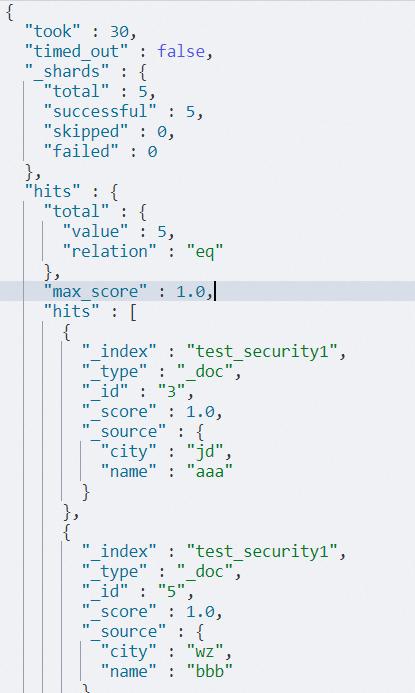 {
  "took" : 30,
  "timed_out" : false,
  "_shards" : {
    "total" : 5,
    "successful" : 5,
    "skipped" : 0,
    "failed" : 0
  },
  "hits" : {
    "total" : {
      "value" : 5,
      "relation" : "eq"
    },
    "max_score" : 1.0,
    "hits" : [
      {
        "_index" : "test_security1",
        "_type" : "_doc",
        "_id" : "3",
        "_score" : 1.0,
        "_source" : {
          "city" : "jd",
          "name" : "aaa"
        }
      },
      {
        "_index" : "test_security1",
        "_type" : "_doc",
        "_id" : "5",
        "_score" : 1.0,
        "_source" : {
          "city" : "wz",
          "name" : "bbb"
        }